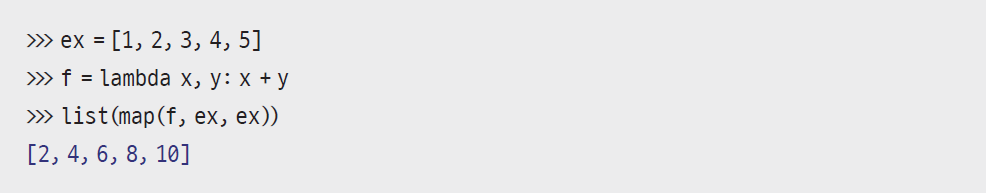 >>> ex = [1, 2, 3, 4, 5]
>>> f = lambda x, y: x + y
>>> list(map(f, ex, ex))
[2, 4, 6, 8, 10]